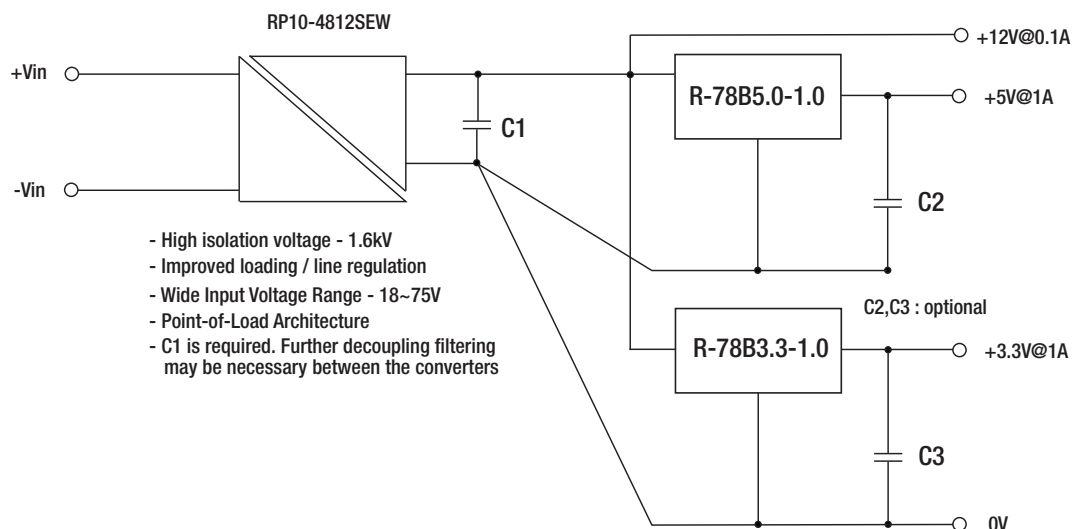 RP10-4812SEW
+Vin
-Vin
C1
R-78B5.0-1.0
+12V@0.1A
+5V@1A
C2
- High isolation voltage - 1.6kV
- Improved loading / line regulation
- Wide Input Voltage Range - 18~75V
- Point-of-Load Architecture
- C1 is required. Further decoupling filtering
may be necessary between the converters
C2,C3 : optional
R-78B3.3-1.0
+3.3V@1A
C3
0V